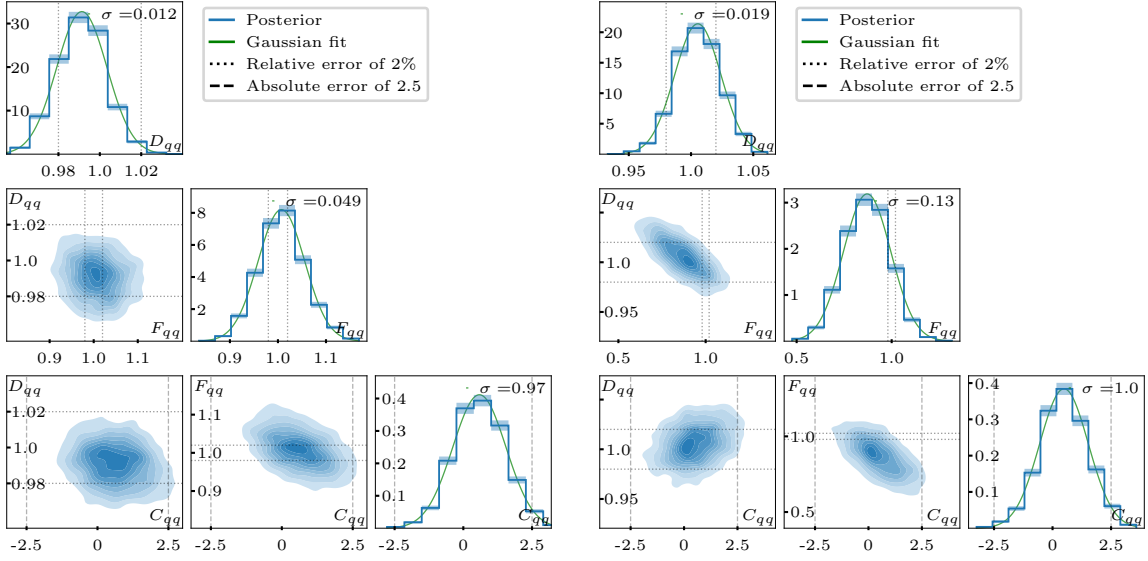 σ =0.012
30
20
10
D_qq
0.98 1.0 1.02
Posterior
Gaussian fit
Relative error of 2%
Absolute error of 2.5
D_qq
1.02
1.0
0.98
F_qq
0.9 1.0 1.1
σ =0.049
8
6
4
2
F_qq
0.9 1.0 1.1
D_qq
1.02
1.0
0.98
C_qq
-2.5 0 2.5
F_qq
1.1
1.0
0.9
C_qq
-2.5 0 2.5
σ =0.97
0.4
0.3
0.2
0.1
C_qq
-2.5 0 2.5
σ =0.019
20
15
10
5
D_qq
0.95 1.0 1.05
Posterior
Gaussian fit
Relative error of 2%
Absolute error of 2.5
D_qq
1.0
0.95
F_qq
0.5 1.0
σ =0.13
3
2
1
F_qq
0.5 1.0
D_qq
1.0
0.95
C_qq
-2.5 0 2.5
F_qq
1.0
0.5
C_qq
-2.5 0 2.5
σ =1.0
0.4
0.3
0.2
0.1
C_qq
-2.5 0 2.5